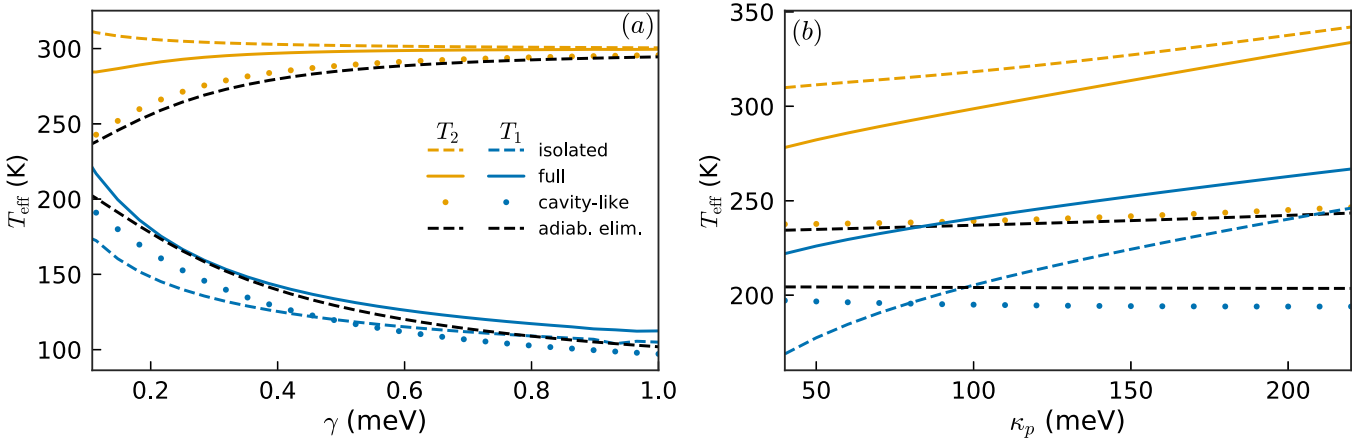 (a)
300
250
200
150
100
T_eff (K)
0.2
0.4
0.6
0.8
1.0
γ (meV)
T_2 T_1
isolated
full
cavity-like
adiab. elim.
(b)
350
300
250
200
T_eff (K)
50
100
150
200
κ_p (meV)